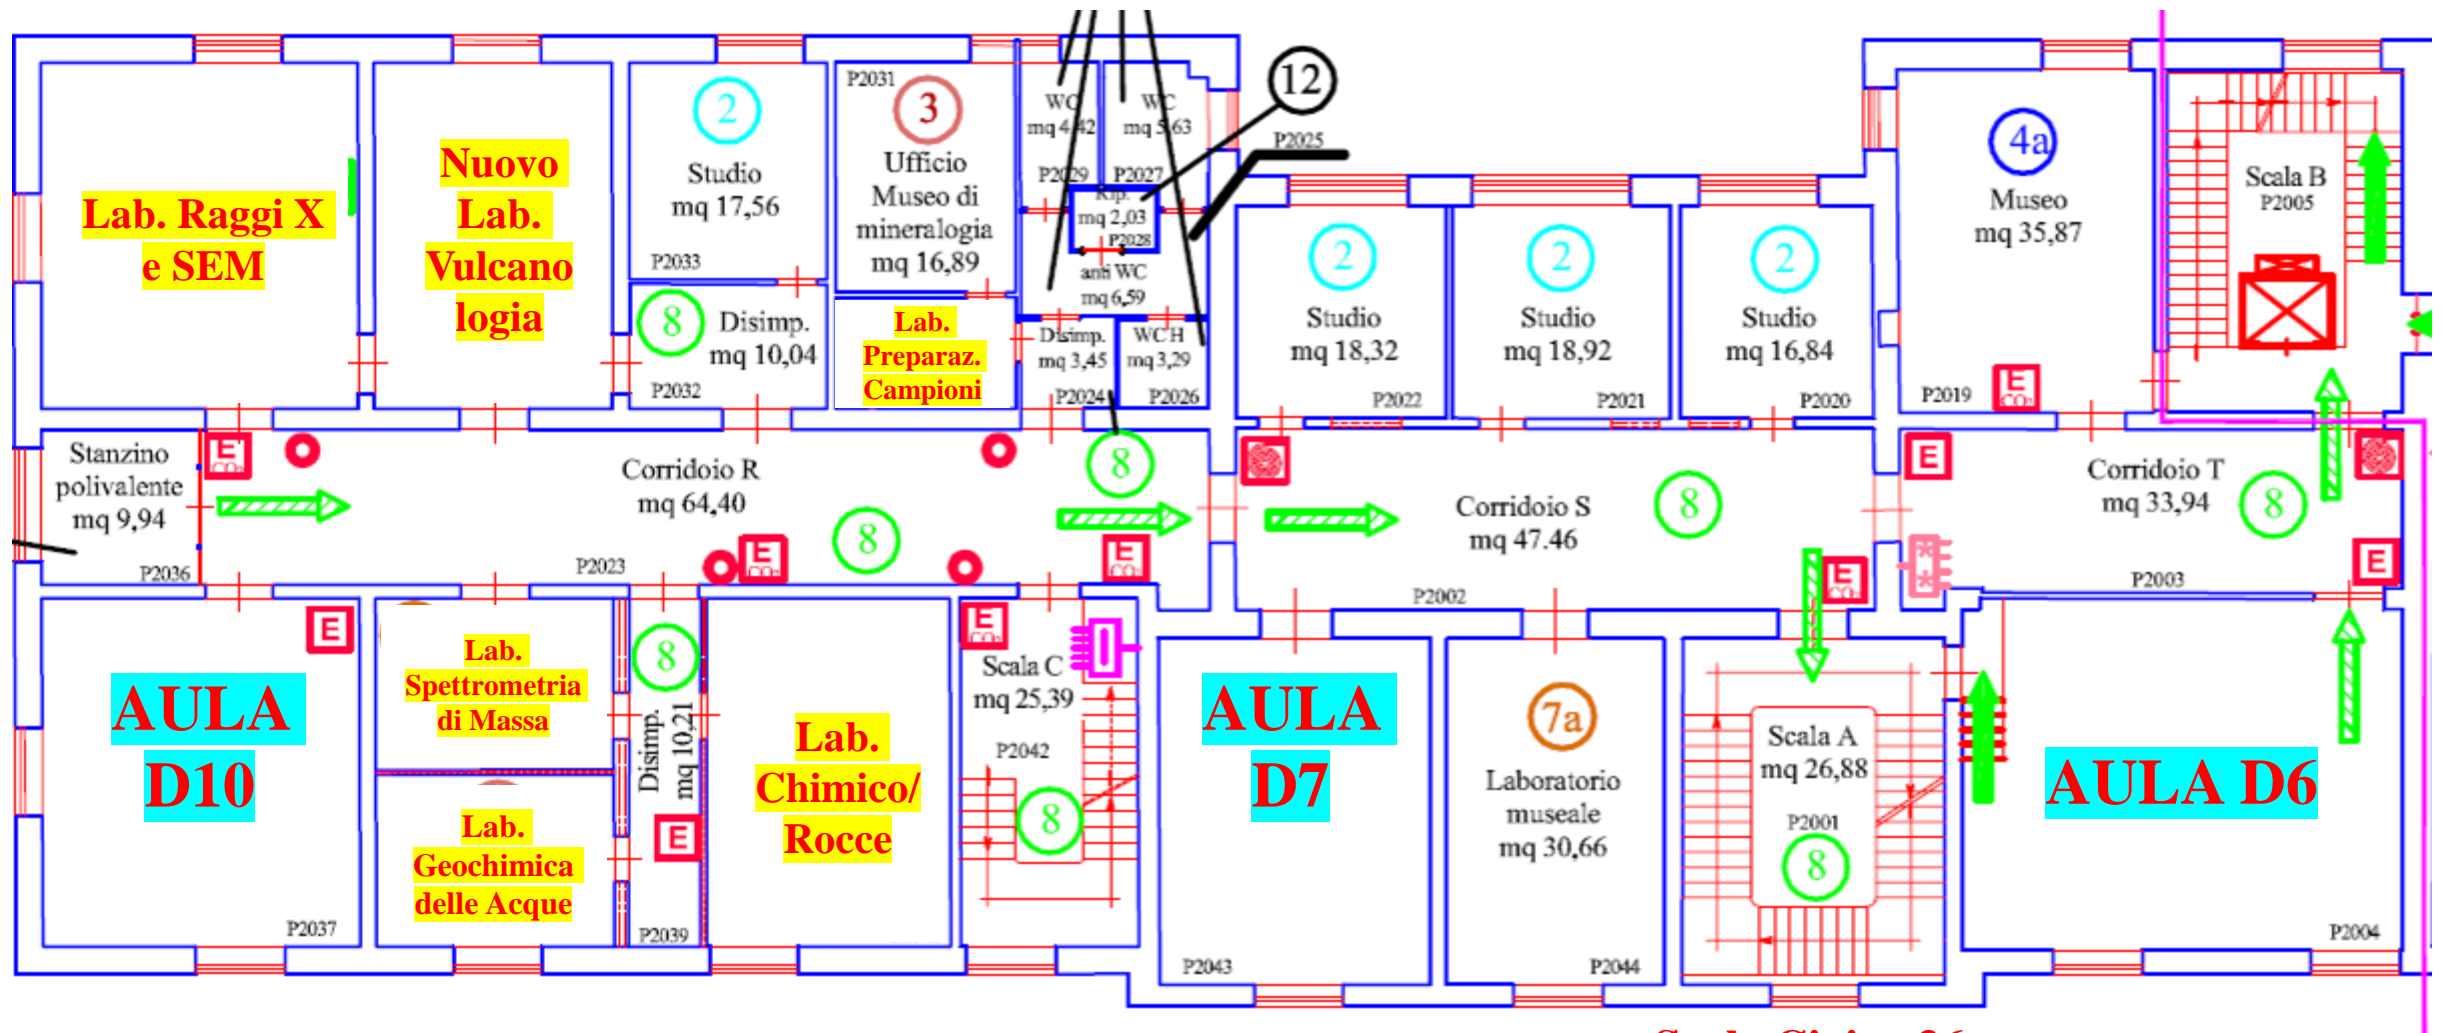 Lab. Raggi X
e SEM
Nuovo
Lab.
Vulcano
logia
2
Studio
mq 17,56
P2033
8
Disimp.
mq 10,04
P2032
P2031
3
Ufficio
Museo di
mineralogia
mq 16,89
Lab.
Preparaz.
Campioni
WC
mq 4,42
P2029
WC
mq 5,63
P2027
Rip.
mq 2,03
P2028
anti WC
mq 6,59
Disimp.
mq 3,45
P2024
WC H
mq 3,29
P2026
12
P2025
2
Studio
mq 18,32
P2022
2
Studio
mq 18,92
P2021
2
Studio
mq 16,84
P2020
4a
Museo
mq 35,87
P2019
E
CO2
Scala B
P2005
Stanzino
polivalente
mq 9,94
P2036
E
CO2
Corridoio R
mq 64,40
P2023
E
CO2
8
8
E
CO2
Corridoio S
mq 47.46
8
P2002
E
CO2
E
Corridoio T
mq 33,94
8
E
P2003
E
AULA
D10
P2037
Lab.
Spettrometria
di Massa
Lab.
Geochimica
delle Acque
8
Disimp.
mq 10,21
E
P2039
Lab.
Chimico/
Rocce
E
CO2
Scala C
mq 25,39
P2042
8
AULA
D7
P2043
7a
Laboratorio
museale
mq 30,66
P2044
Scala A
mq 26,88
P2001
8
AULA D6
P2004